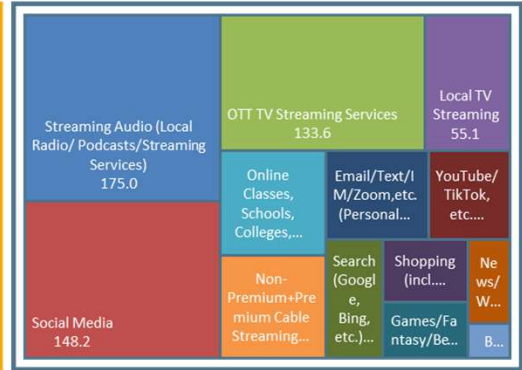 Streaming Audio (Local
Radio/ Podcasts/Streaming
Services)
175.0
Social Media
148.2
OTT TV Streaming Services
133.6
Local TV
Streaming
55.1
Online
Classes,
Schools,
Colleges,...
Non-
Premium+Pre
mium Cable
Streaming...
Email/Text/I
M/Zoom,etc.
(Personal...
YouTube/
TikTok,
etc....
Search
(Googl
e,
Bing,
etc.)...
Shopping
(incl....
Games/Fa
ntasy/Be...
Ne
ws/
W...
B...